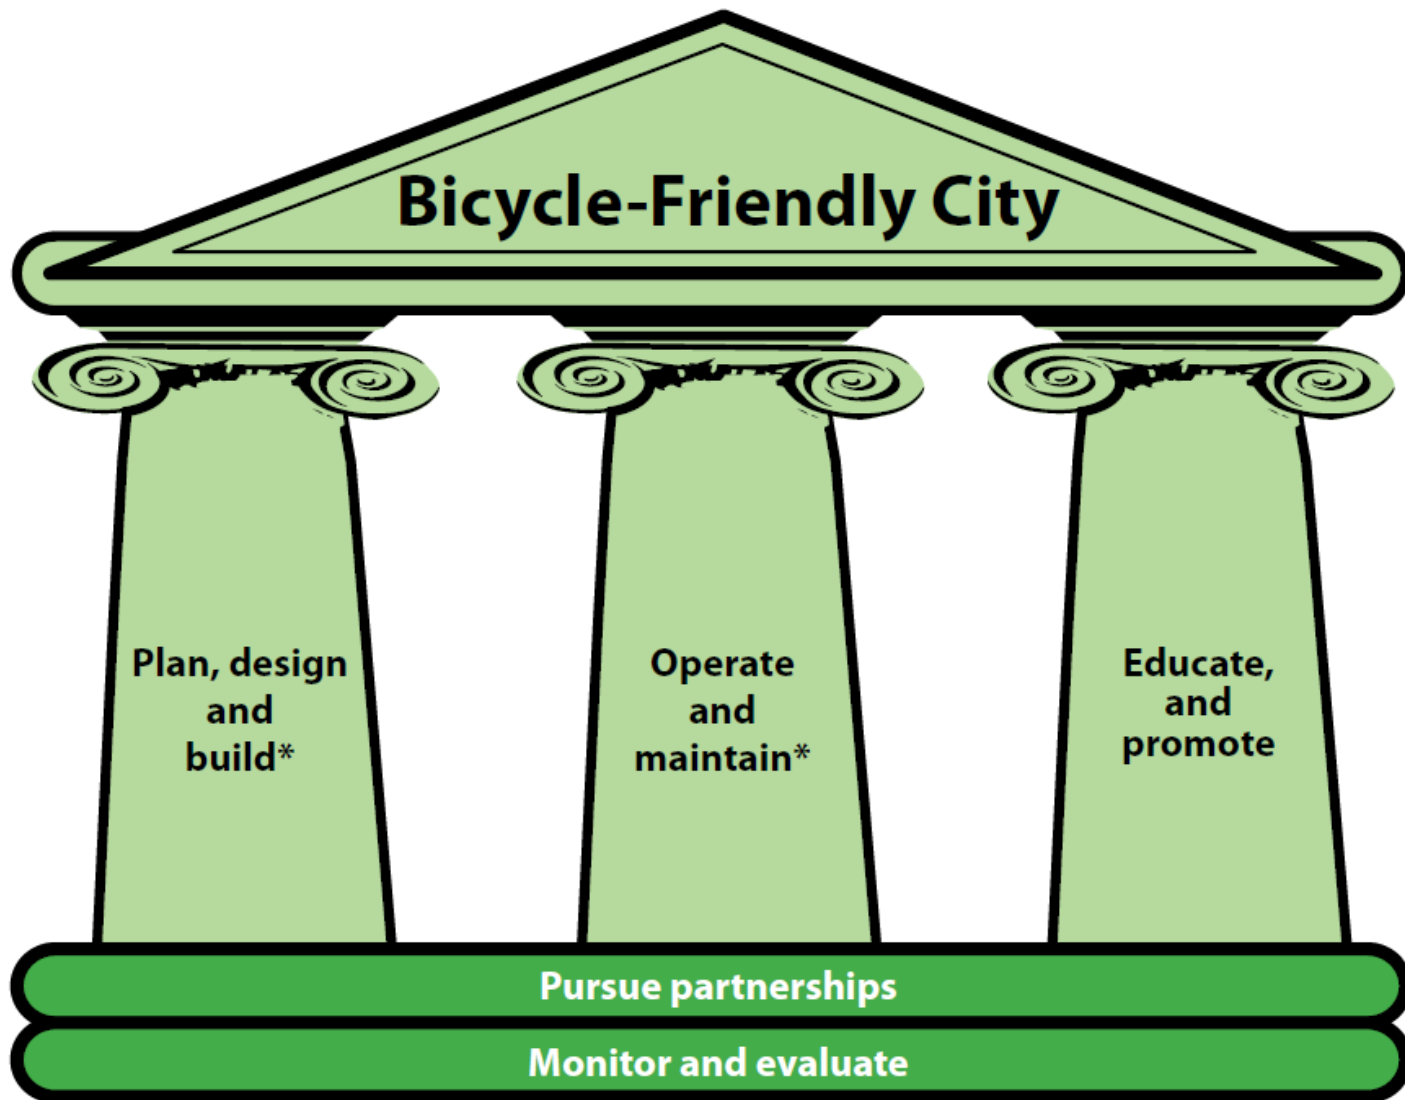 Bicycle-Friendly City
Plan, design
and
build*
Operate
and
maintain*
Educate,
and
promote
Pursue partnerships
Monitor and evaluate